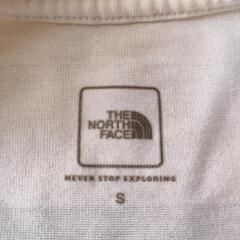 THE
NORTH
FACE
NEVER STOP EXPLORING
S